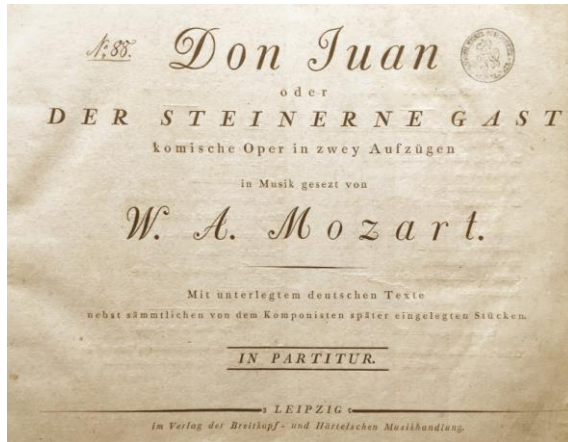 N; 85.
Don Juan
oder
DER STEINERNE GAST
komische Oper in zwey Aufzügen
in Musik gesezt von
W. A. Mozart.
Mit unterlegtem deutschen Texte
nebst sämmtlichen von dem Komponisten später eingelegten Stücken.
IN PARTITUR.
LEIPZIG
im Verlag der Breitkopf- und Härtelschen Musikhandlung.